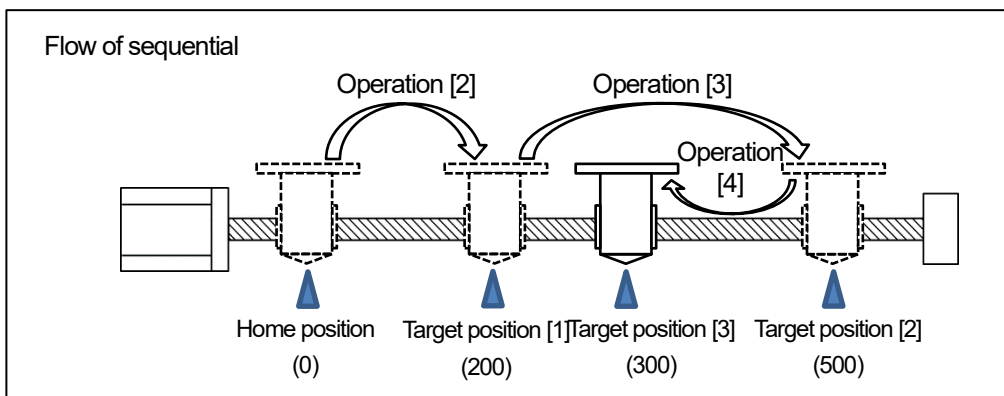 Flow of sequential
Operation [2]
Operation [3]
Operation
[4]
Home position
(0)
Target position [1]
(200)
Target position [3]
(300)
Target position [2]
(500)